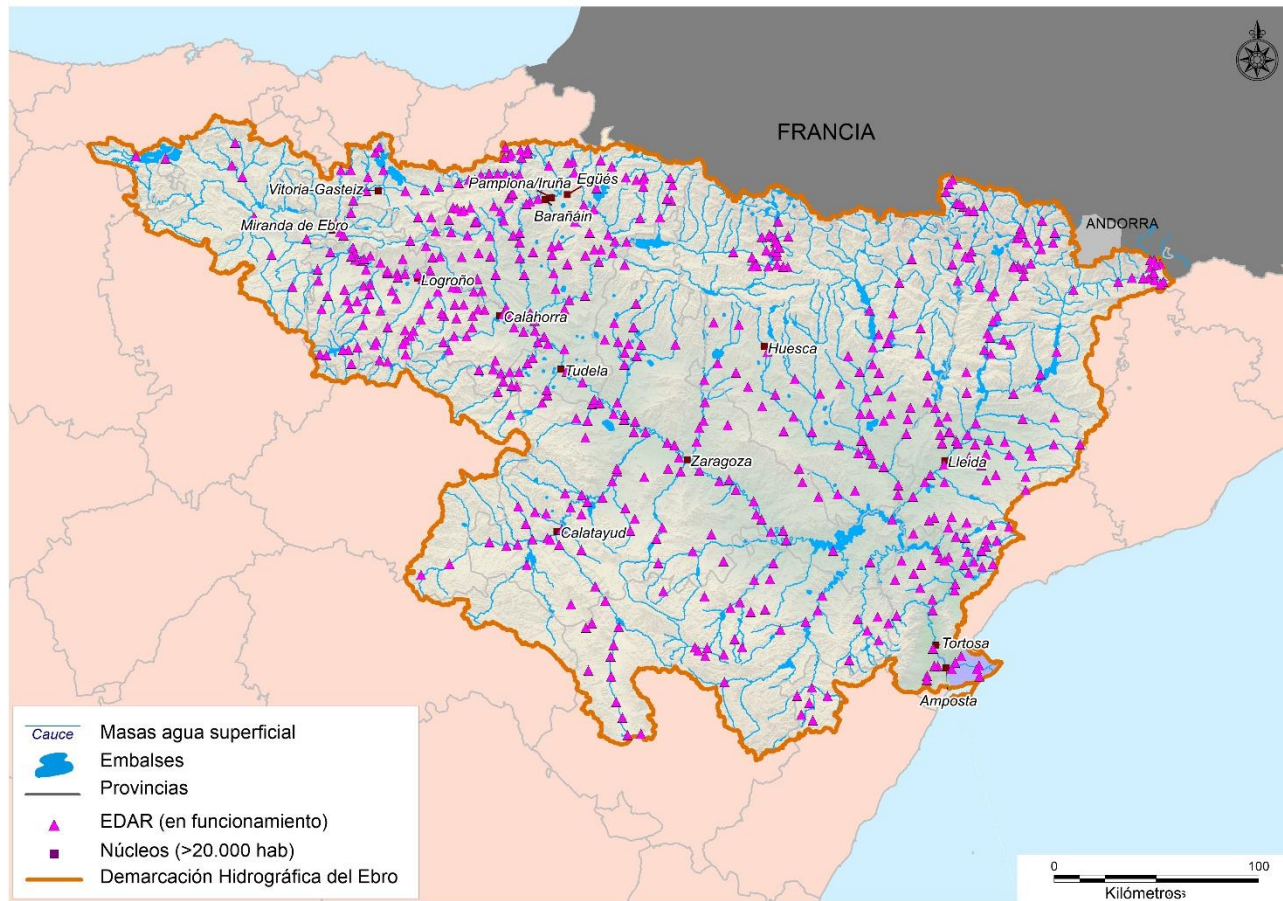 FRANCIA
ANDORRA
Vitoria-Gasteiz
Pamplona/Iruña
Egüés
Barañáin
Miranda de Ebro
Logroño
Calahorra
Huesca
Tudela
Zaragoza
Lleida
Calatayud
Tortosa
Amposta
Cauce Masas agua superficial
Embalses
Provincias
EDAR (en funcionamiento)
Núcleos (>20.000 hab)
Demarcación Hidrográfica del Ebro
0 100
Kilómetros